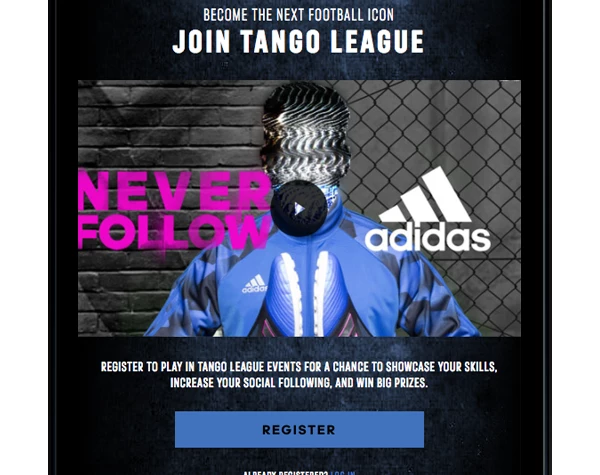 BECOME THE NEXT FOOTBALL ICON
JOIN TANGO LEAGUE
NEVER
FOLLOW
adidas
adidas
REGISTER TO PLAY IN TANGO LEAGUE EVENTS FOR A CHANCE TO SHOWCASE YOUR SKILLS,
INCREASE YOUR SOCIAL FOLLOWING, AND WIN BIG PRIZES.
REGISTER
ALREADY REGISTERED? LOG IN